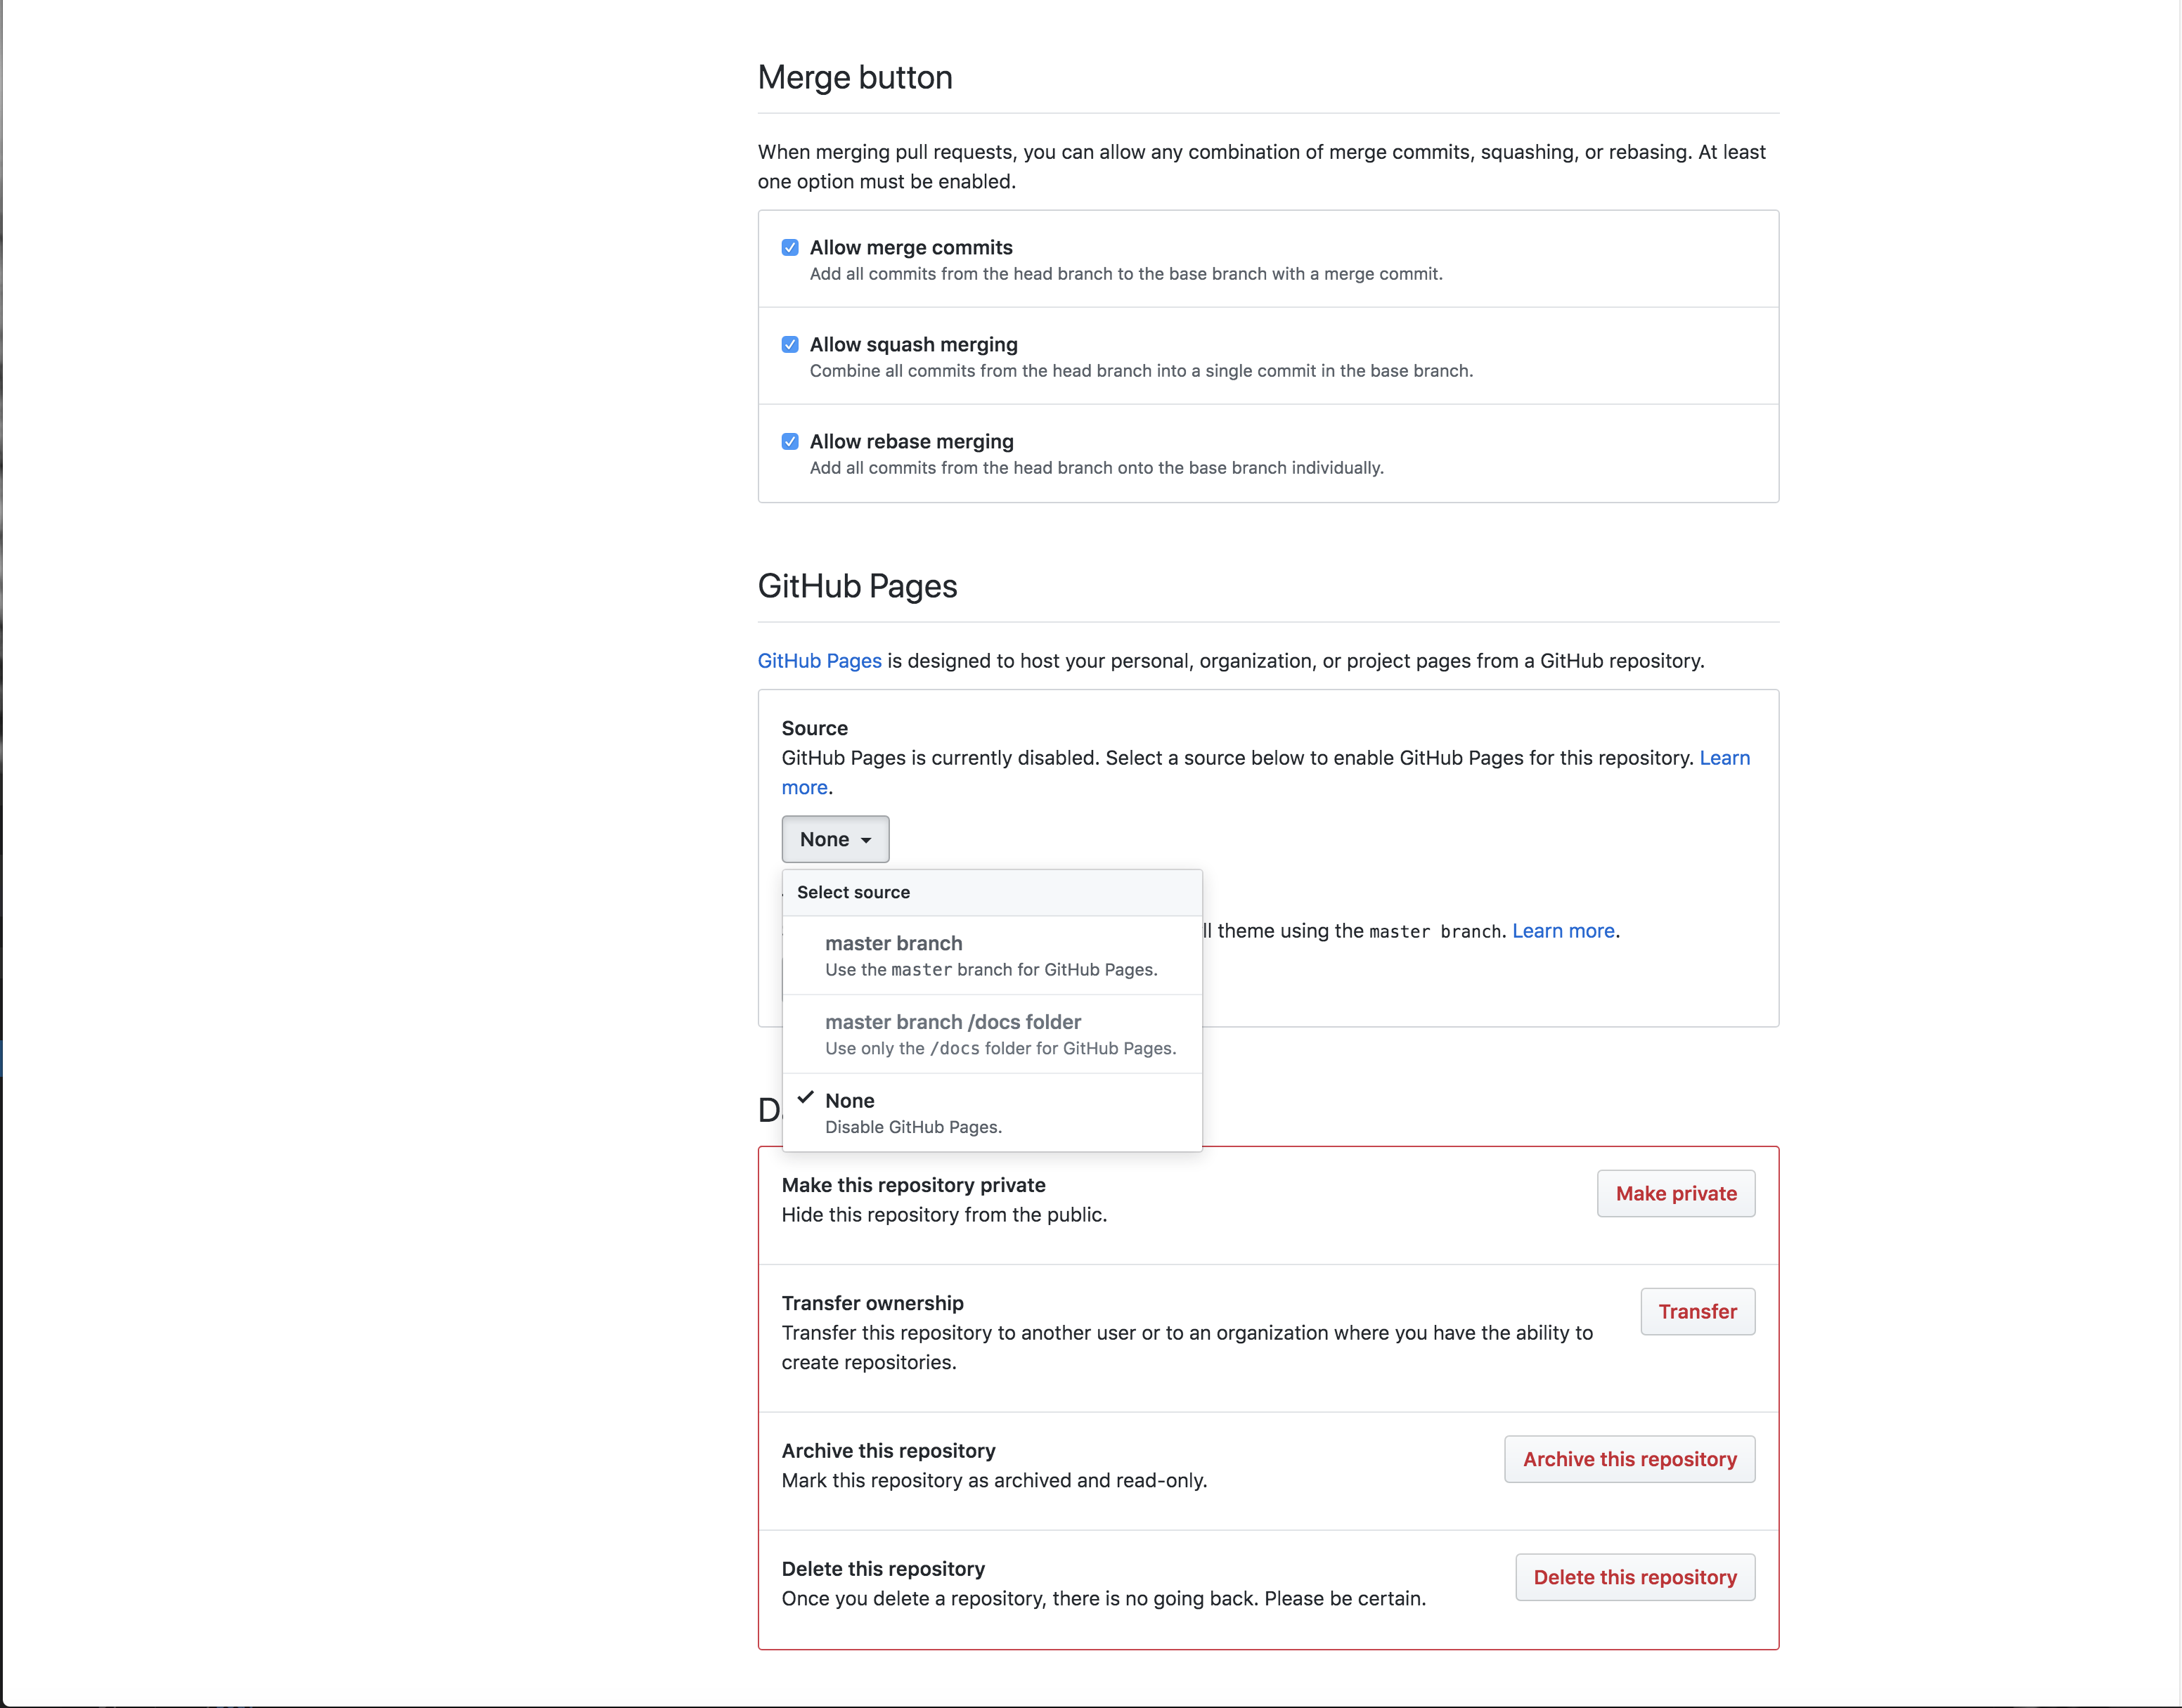 Merge button
When merging pull requests, you can allow any combination of merge commits, squashing, or rebasing. At least
one option must be enabled.
Allow merge commits
Add all commits from the head branch to the base branch with a merge commit.
Allow squash merging
Combine all commits from the head branch into a single commit in the base branch.
Allow rebase merging
Add all commits from the head branch onto the base branch individually.
GitHub Pages
GitHub Pages is designed to host your personal, organization, or project pages from a GitHub repository.
Source
GitHub Pages is currently disabled. Select a source below to enable GitHub Pages for this repository. Learn
more.
None
Select source
theme using the master branch. Learn more.
master branch
Use the master branch for GitHub Pages.
master branch /docs folder
Use only the /docs folder for GitHub Pages.
None
Disable GitHub Pages.
Make this repository private
Hide this repository from the public.
Make private
Transfer ownership
Transfer this repository to another user or to an organization where you have the ability to
create repositories.
Transfer
Archive this repository
Mark this repository as archived and read-only.
Archive this repository
Delete this repository
Once you delete a repository, there is no going back. Please be certain.
Delete this repository